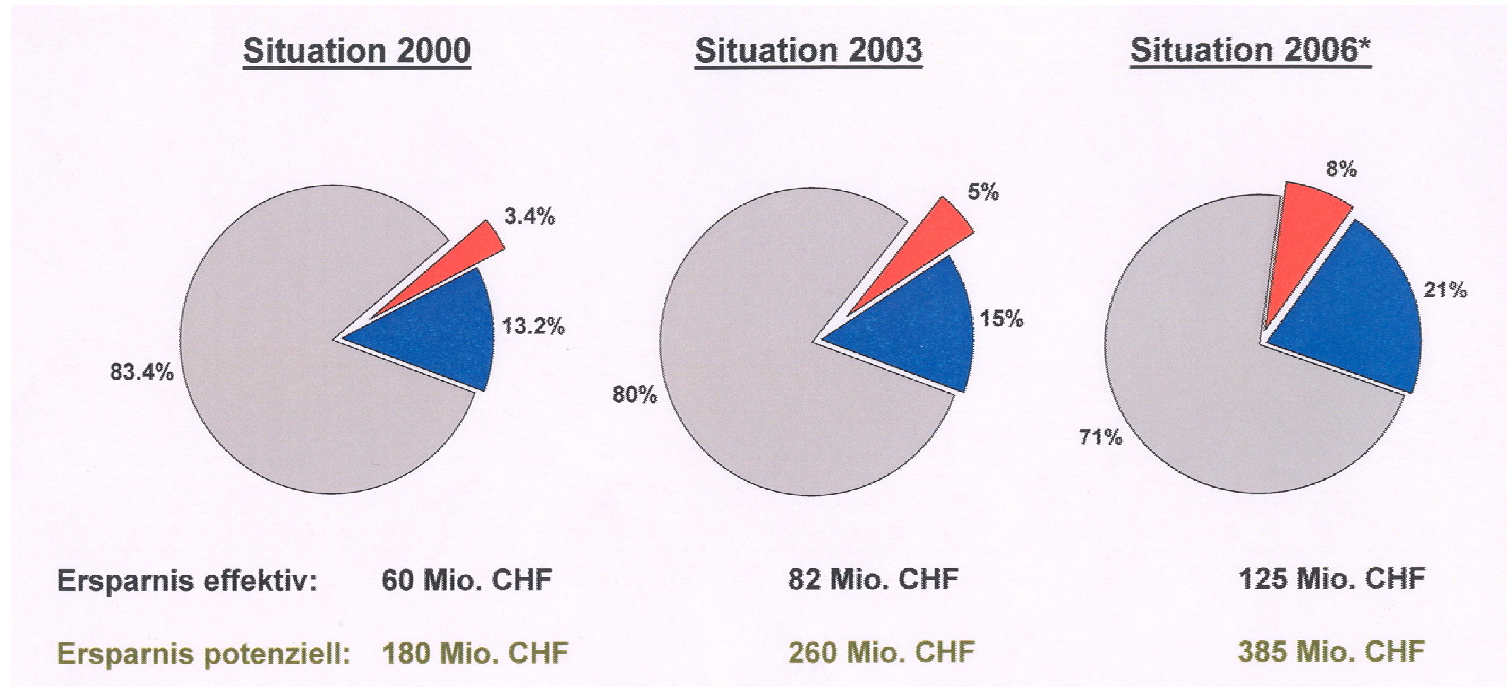 Situation 2000 Situation 2003 Situation 2006*
3.4% 5% 8%
13.2% 15% 21%
83.4% 80% 71%
Ersparnis effektiv: 60 Mio. CHF 82 Mio. CHF 125 Mio. CHF
Ersparnis potenziell: 180 Mio. CHF 260 Mio. CHF 385 Mio. CHF